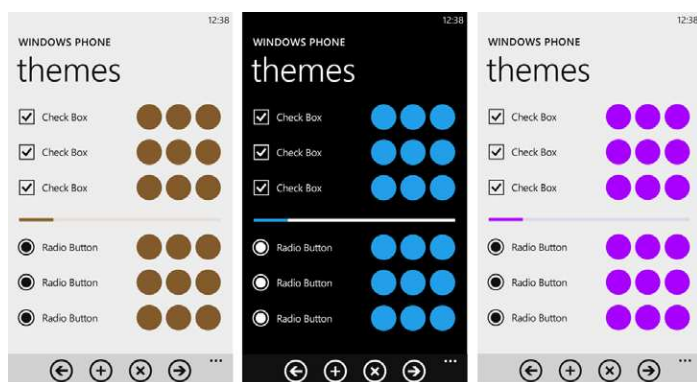 12:38
WINDOWS PHONE
themes
Check Box
Check Box
Check Box
Radio Button
Radio Button
Radio Button
...
12:38
WINDOWS PHONE
themes
Check Box
Check Box
Check Box
Radio Button
Radio Button
Radio Button
...
12:38
WINDOWS PHONE
themes
Check Box
Check Box
Check Box
Radio Button
Radio Button
Radio Button
...